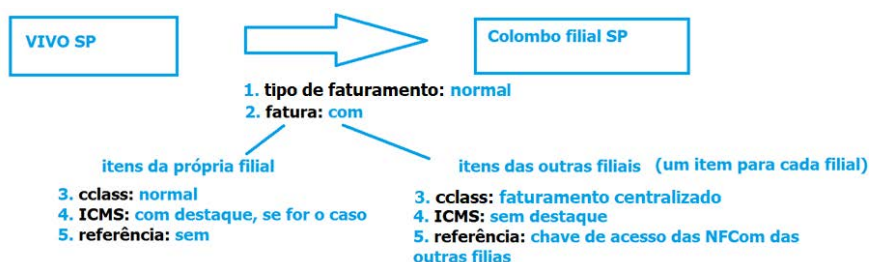 VIVO SP
Colombo filial SP
1. tipo de faturamento: normal
2. fatura: com
itens da própria filial
3. cclass: normal
4. ICMS: com destaque, se for o caso
5. referência: sem
itens das outras filiais (um item para cada filial)
3. cclass: faturamento centralizado
4. ICMS: sem destaque
5. referência: chave de acesso das NFCom das
outras filias